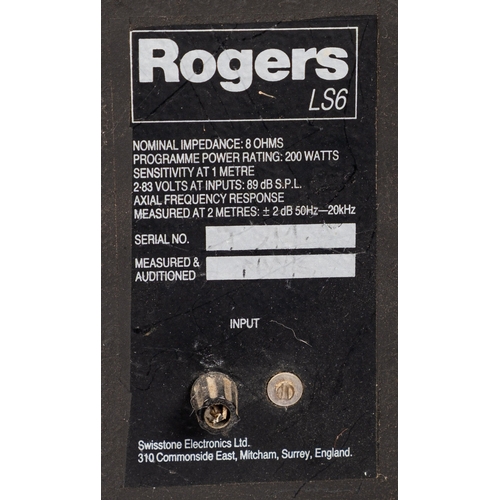 Rogers
LS6
NOMINAL IMPEDANCE: 8 OHMS
PROGRAMME POWER RATING: 200 WATTS
SENSITIVITY AT 1 METRE
2·83 VOLTS AT INPUTS: 89 dB S.P.L.
AXIAL FREQUENCY RESPONSE
MEASURED AT 2 METRES: ± 2 dB 50Hz—20kHz
SERIAL NO.
MEASURED &
AUDITIONED
INPUT
Swisstone Electronics Ltd.
310 Commonside East, Mitcham, Surrey, England.